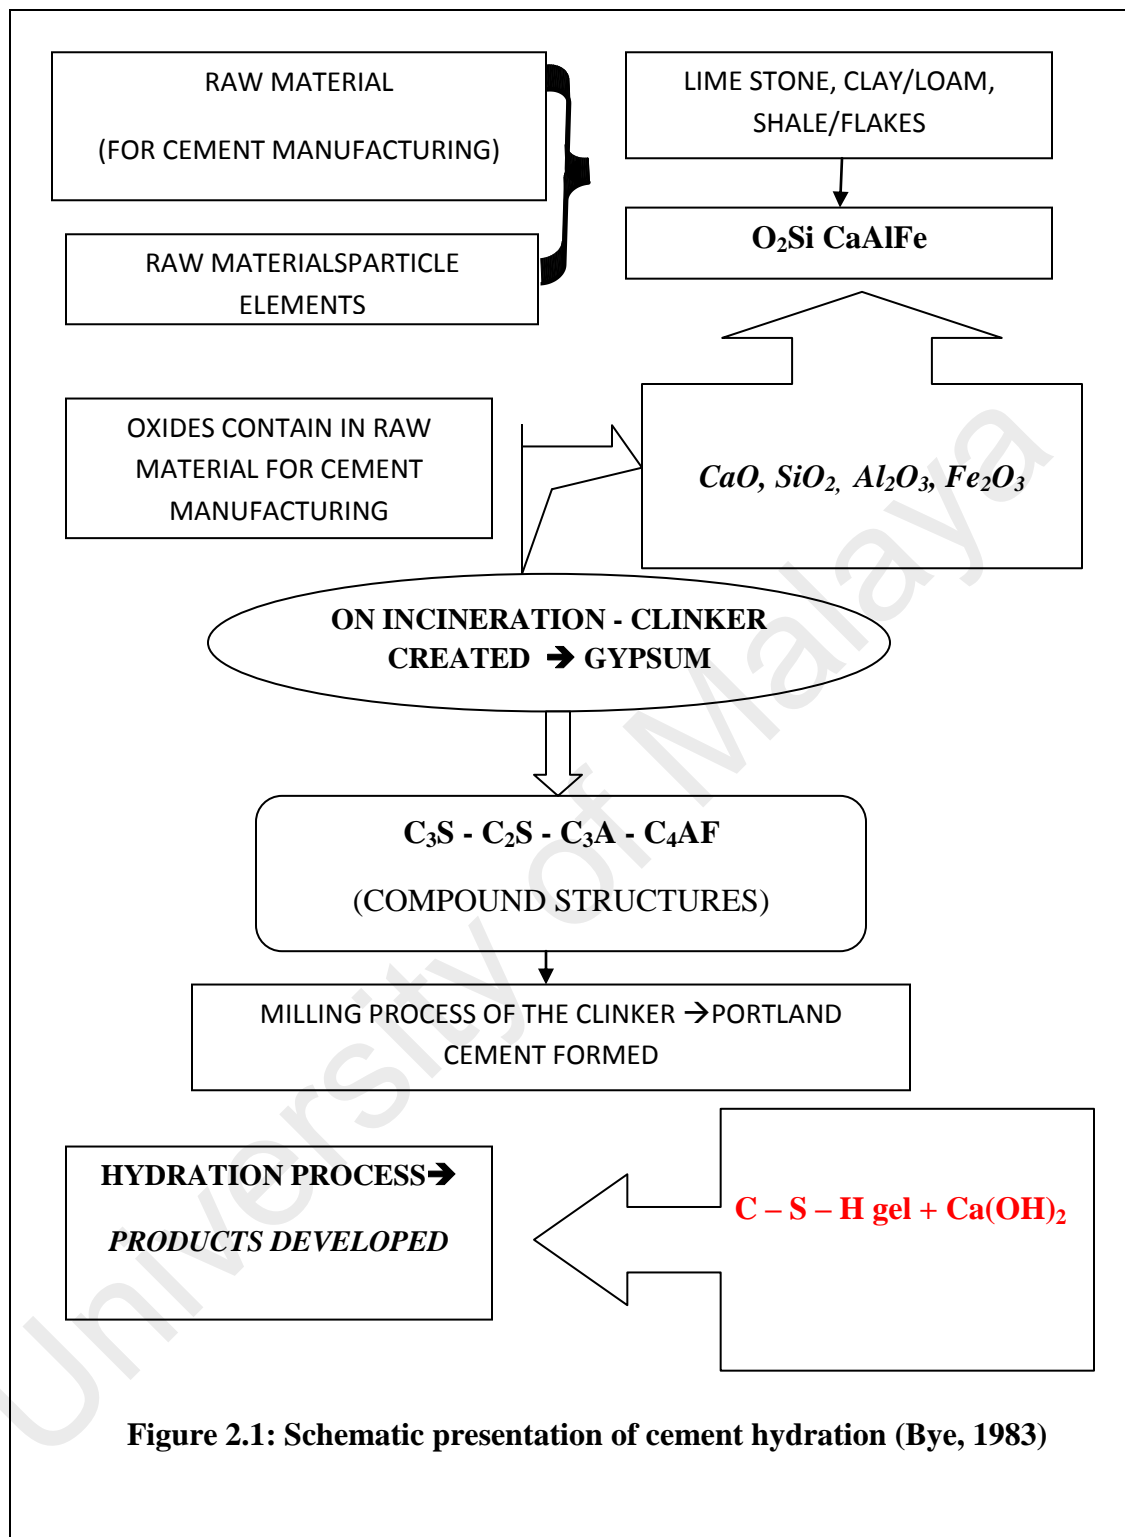 RAW MATERIAL
(FOR CEMENT MANUFACTURING)
LIME STONE, CLAY/LOAM,
SHALE/FLAKES
O₂Si CaAlFe
RAW MATERIALSPARTICLE
ELEMENTS
OXIDES CONTAIN IN RAW
MATERIAL FOR CEMENT
MANUFACTURING
CaO, SiO₂, Al₂O₃, Fe₂O₃
ON INCINERATION - CLINKER
CREATED ➔ GYPSUM
C₃S - C₂S - C₃A - C₄AF
(COMPOUND STRUCTURES)
MILLING PROCESS OF THE CLINKER →PORTLAND
CEMENT FORMED
HYDRATION PROCESS➔
PRODUCTS DEVELOPED
C – S – H gel + Ca(OH)₂
Figure 2.1: Schematic presentation of cement hydration (Bye, 1983)
University of Malaya